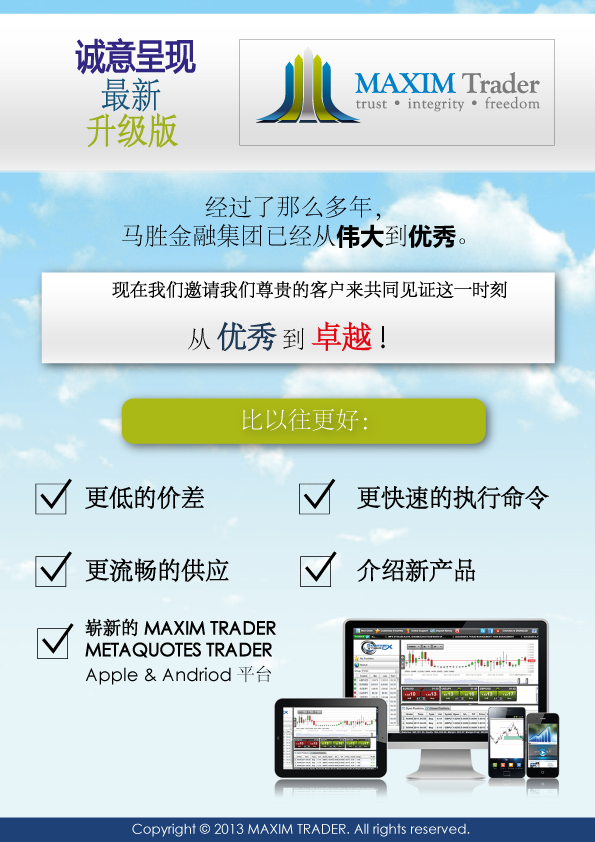 诚意呈现
最新
升级版
MAXIM Trader
trust • integrity • freedom
经过了那么多年，
马胜金融集团已经从伟大到优秀。
现在我们邀请我们尊贵的客户来共同见证这一时刻
从 优秀 到 卓越！
比以往更好：
更低的价差
更快速的执行命令
更流畅的供应
介绍新产品
崭新的 MAXIM TRADER
METAQUOTES TRADER
Apple & Andriod 平台
Copyright © 2013 MAXIM TRADER. All rights reserved.